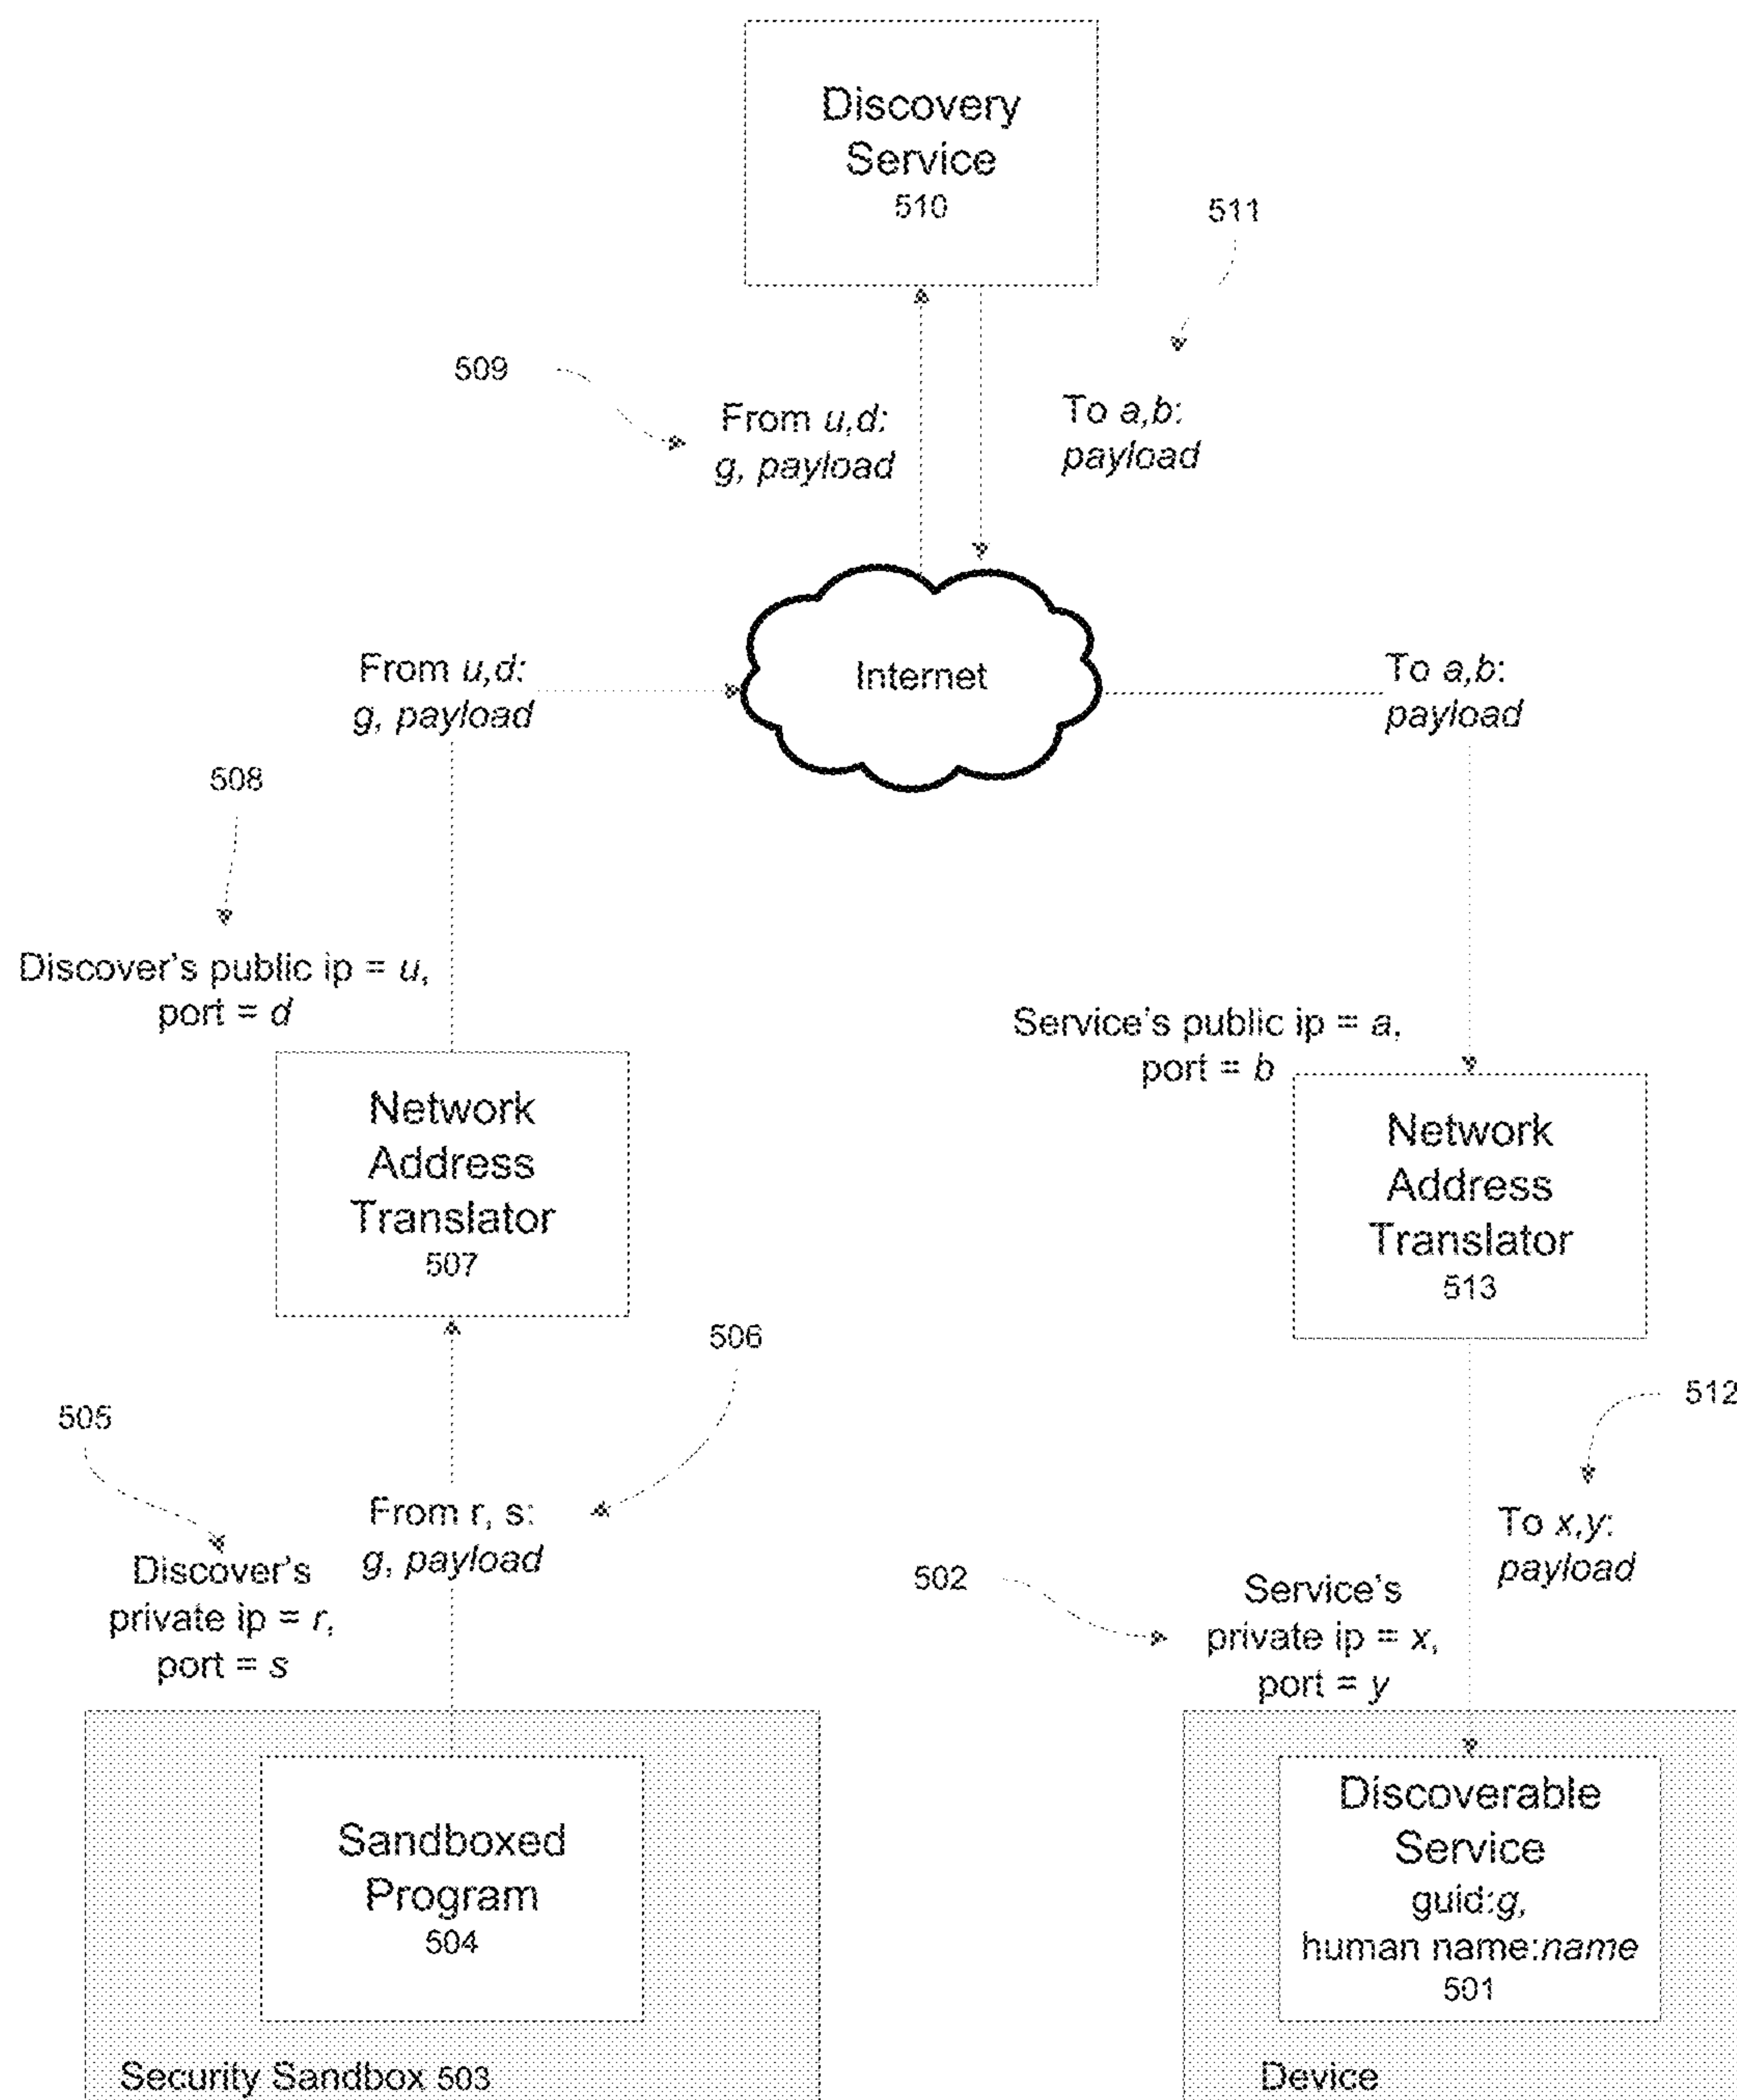 Discovery
Service
510
511
509
From u,d:
g, payload
To a,b:
payload
From u,d:
g, payload
Internet
To a,b:
payload
508
Discover's public ip = u,
port = d
Service's public ip = a,
port = b
Network
Address
Translator
507
Network
Address
Translator
513
506
505
512
From r, s:
g, payload
Discover's
private ip = r,
port = s
To x,y:
payload
502
Service's
private ip = x,
port = y
Sandboxed
Program
504
Discoverable
Service
guid:g,
human name:name
501
Security Sandbox 503
Device